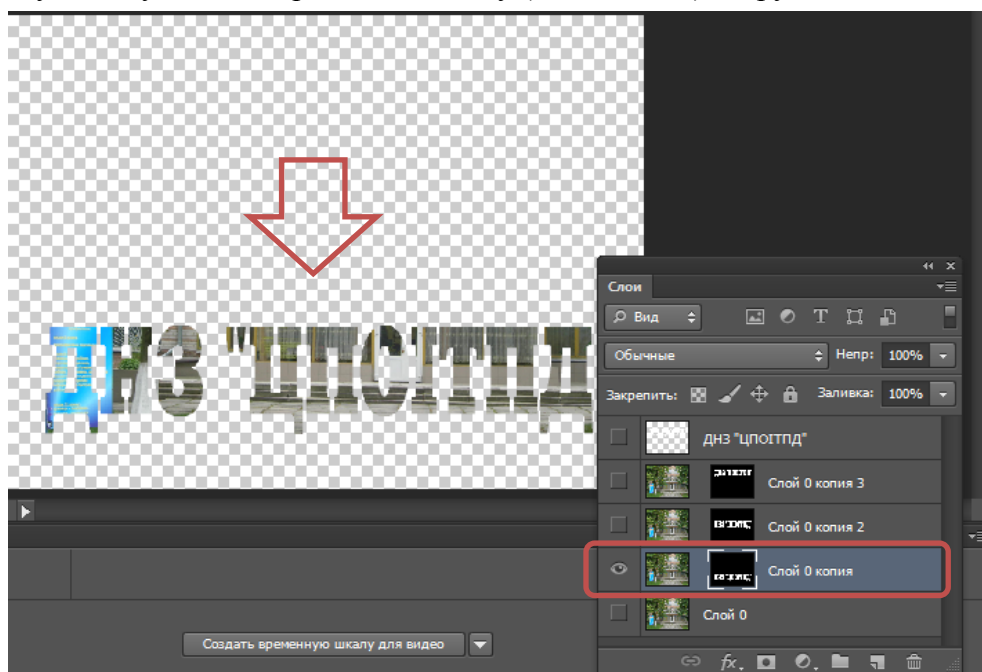 ДНЗ "ЦПОІТПД
Слои
Вид
T
Обычные
Непр: 100%
Закрепить:
Заливка: 100%
ДНЗ "ЦПОІТПД"
Слой 0 копия 3
Слой 0 копия 2
Слой 0 копия
Слой 0
Создать временную шкалу для видео
fx